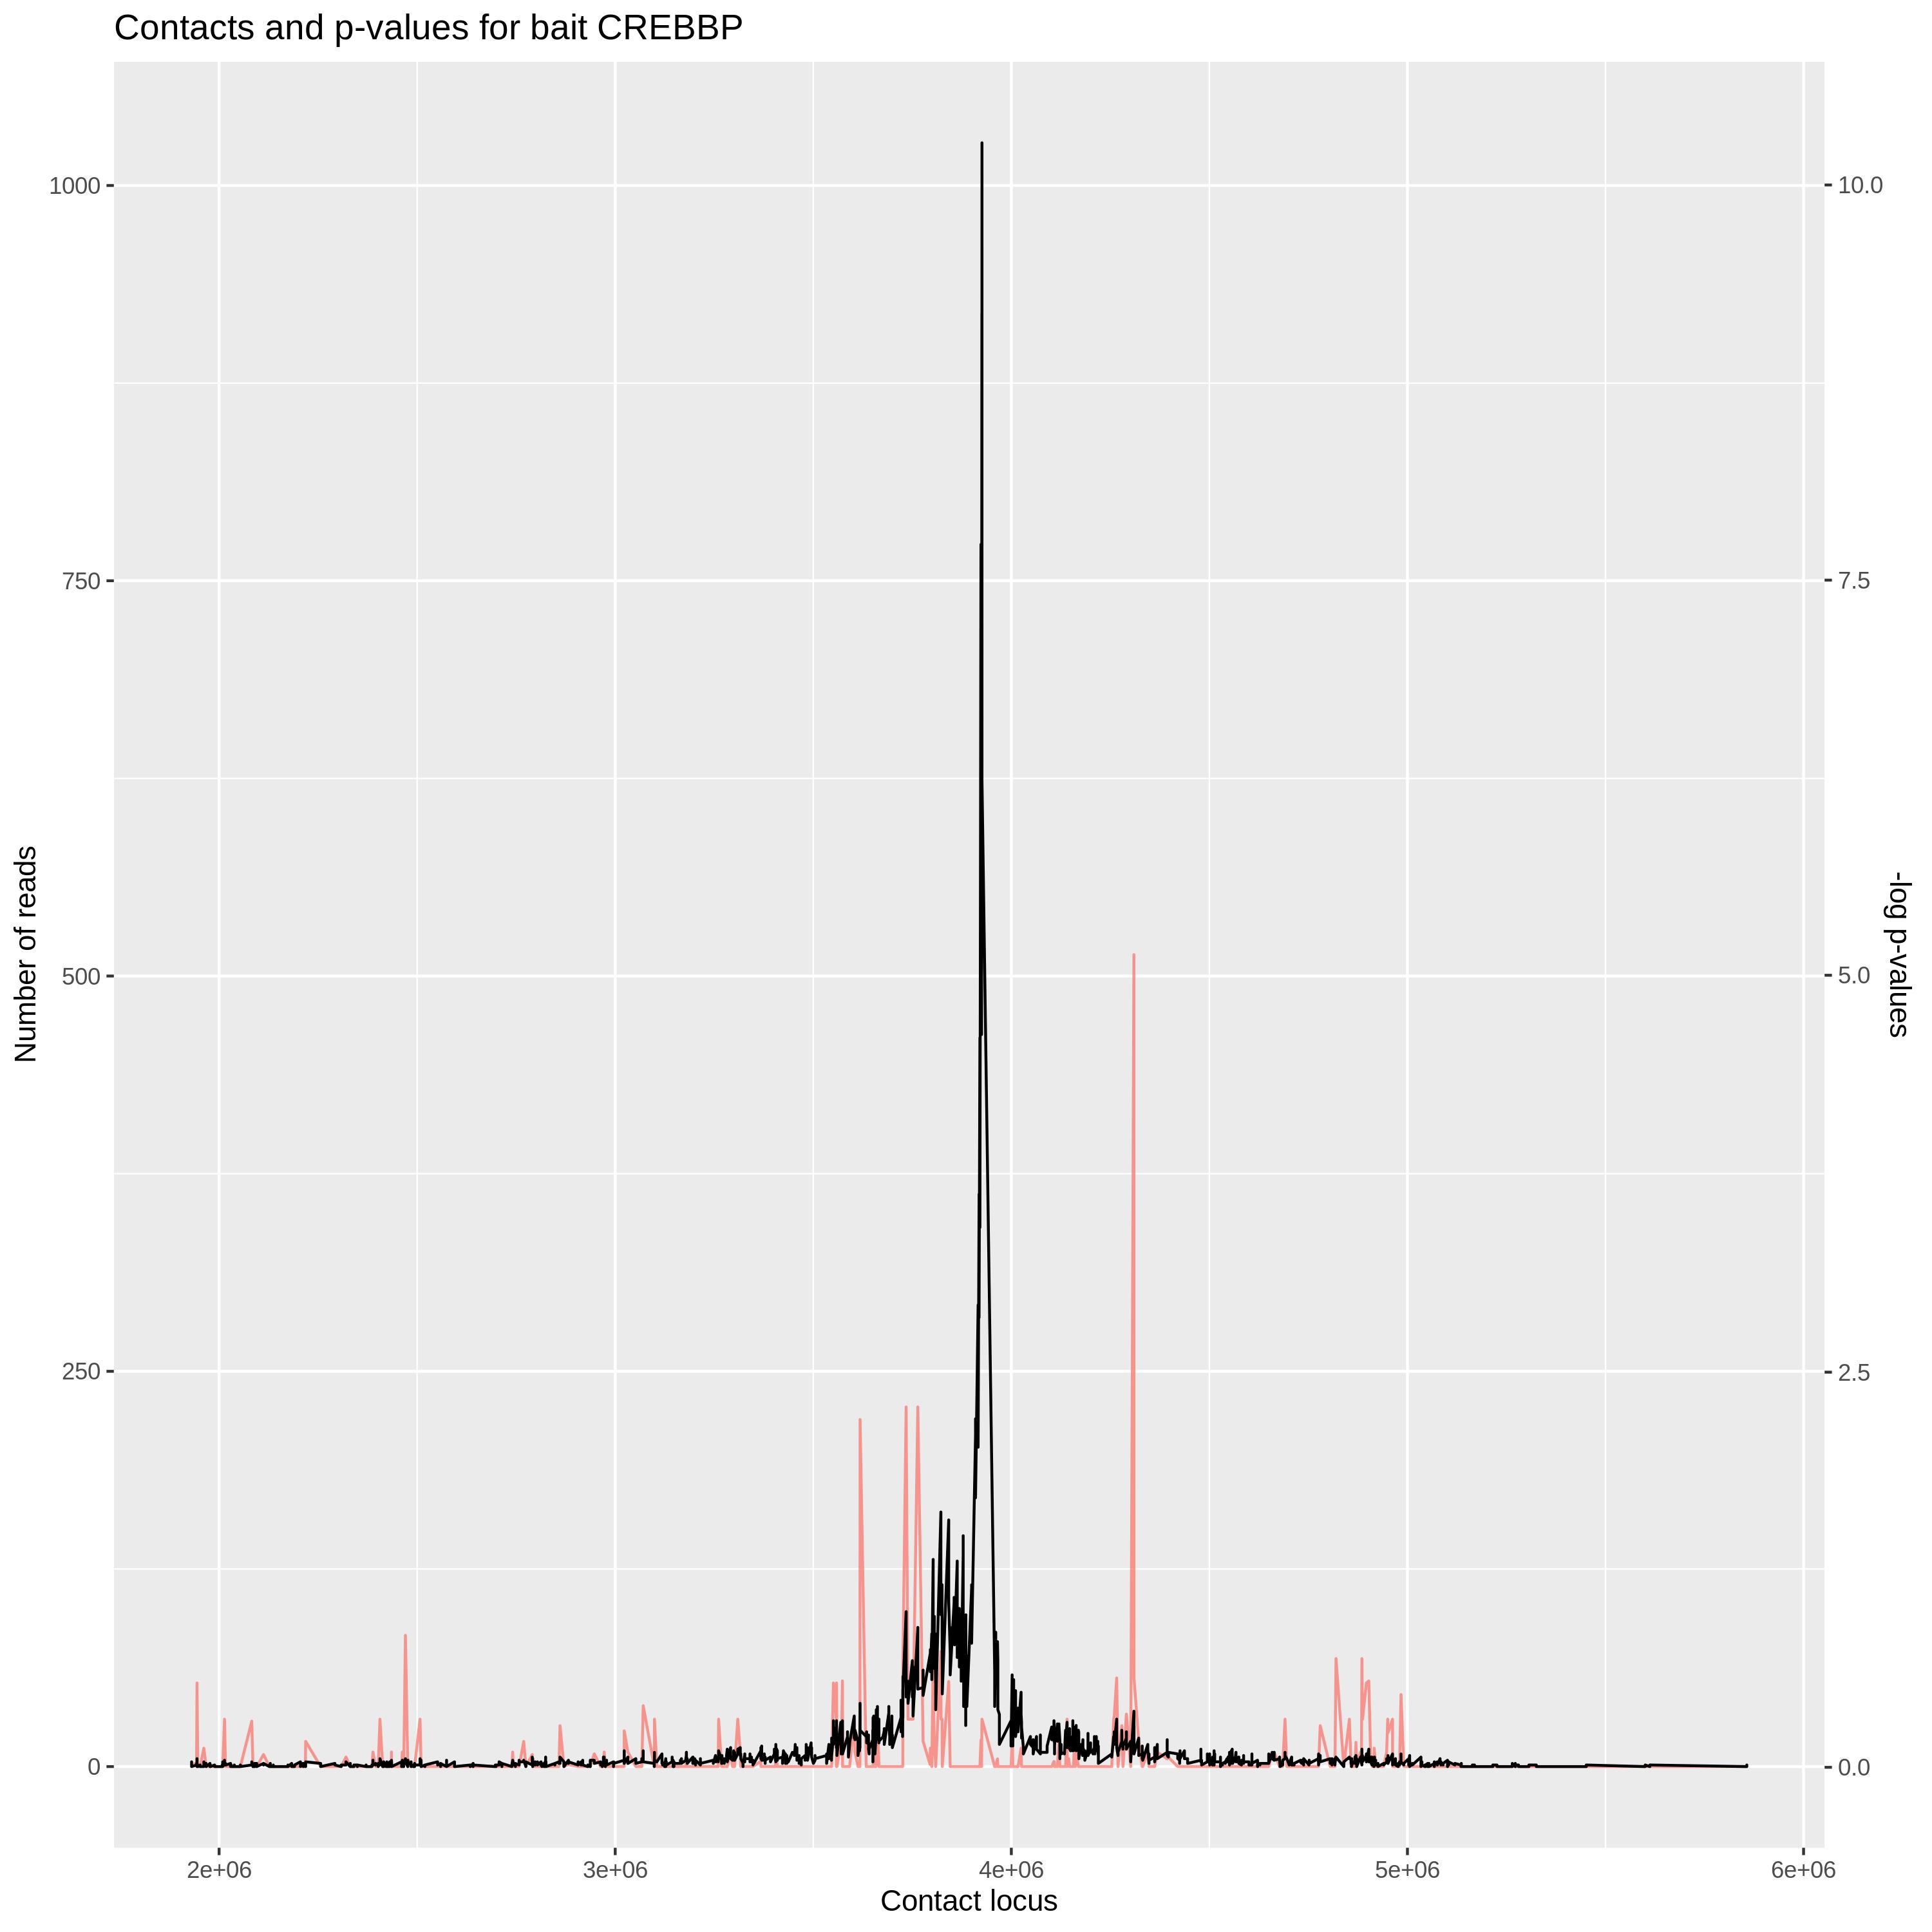 Contacts and p-values for bait CREBBP
1000
750
500
250
0
Number of reads
10.0
7.5
5.0
2.5
0.0
-log p-values
2e+06
3e+06
4e+06
5e+06
6e+06
Contact locus